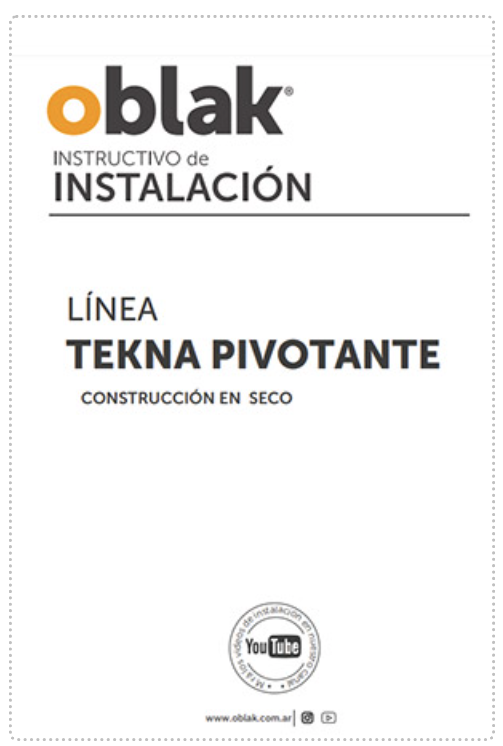 oblak®
INSTRUCTIVO de
INSTALACIÓN
LÍNEA
TEKNA PIVOTANTE
CONSTRUCCIÓN EN SECO
Mirá los videos de instalación en nuestro canal
YouTube
www.oblak.com.ar